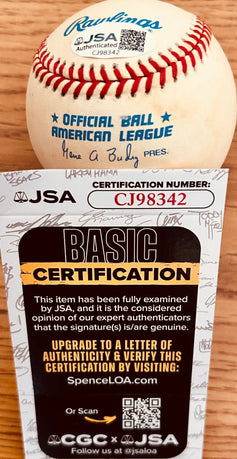 Rawlings
JSA
Authenticated
CJ98342
OFFICIAL BALL
AMERICAN LEAGUE
Gene A. Budig PRES.
JSA
CERTIFICATION NUMBER:
CJ98342
BASIC
CERTIFICATION
This item has been fully examined
by JSA, and it is the considered
opinion of our expert authenticators
that the signature(s) is/are genuine.
UPGRADE TO A LETTER OF
AUTHENTICITY & VERIFY THIS
CERTIFICATION BY VISITING:
SpenceLOA.com
Or Scan
CGC × JSA
Follow us @jsaloa